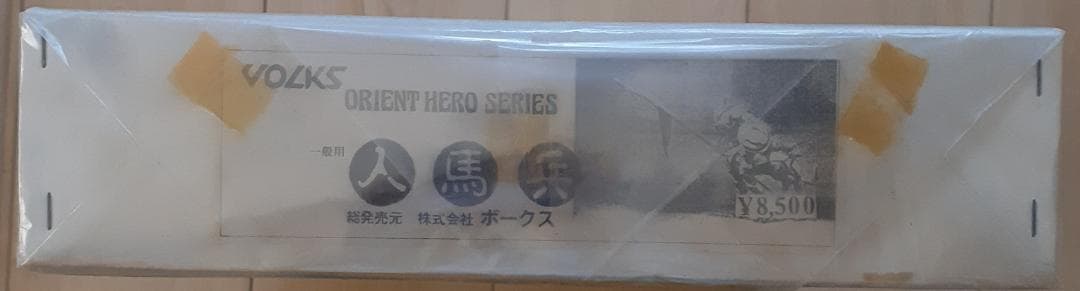 VOLKS
ORIENT HERO SERIES
一般用
人馬兵
総発売元 株式会社 ボークス
¥8,500